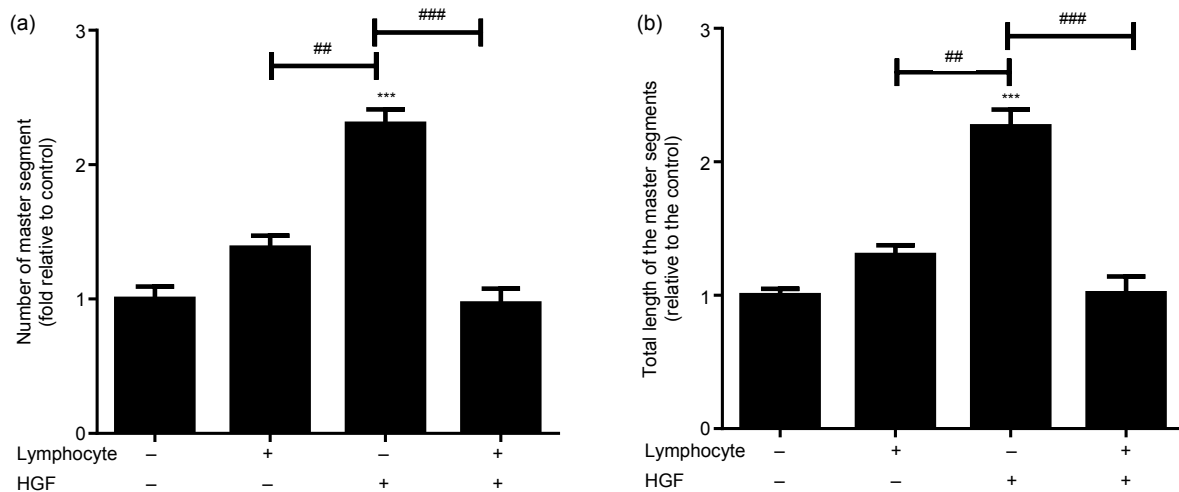 (a)
Number of master segment
(fold relative to control)
3
2
1
0
##
###
***
Lymphocyte – + – +
HGF – – + +
(b)
Total length of the master segments
(relative to the control)
3
2
1
0
##
###
***
Lymphocyte – + – +
HGF – – + +